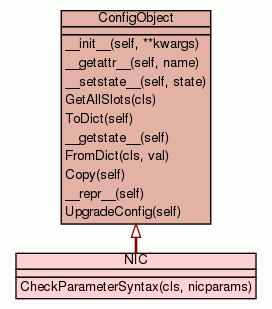 ConfigObject
__init__(self, **kwargs)
__getattr__(self, name)
__setstate__(self, state)
GetAllSlots(cls)
ToDict(self)
__getstate__(self)
FromDict(cls, val)
Copy(self)
__repr__(self)
UpgradeConfig(self)
NIC
CheckParameterSyntax(cls, nicparams)